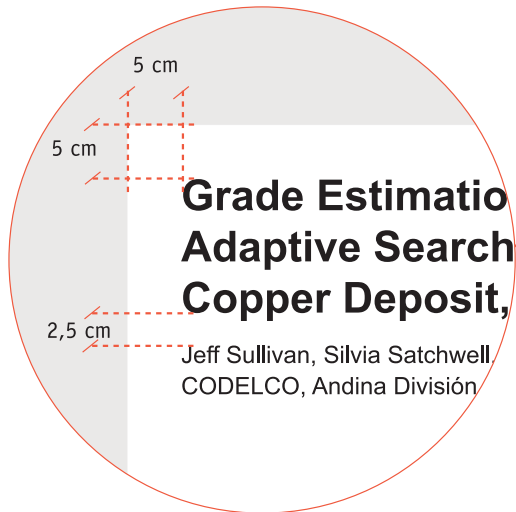 5 cm
5 cm
Grade Estimatio
Adaptive Search
Copper Deposit,
2,5 cm
Jeff Sullivan, Silvia Satchwell,
CODELCO, Andina División